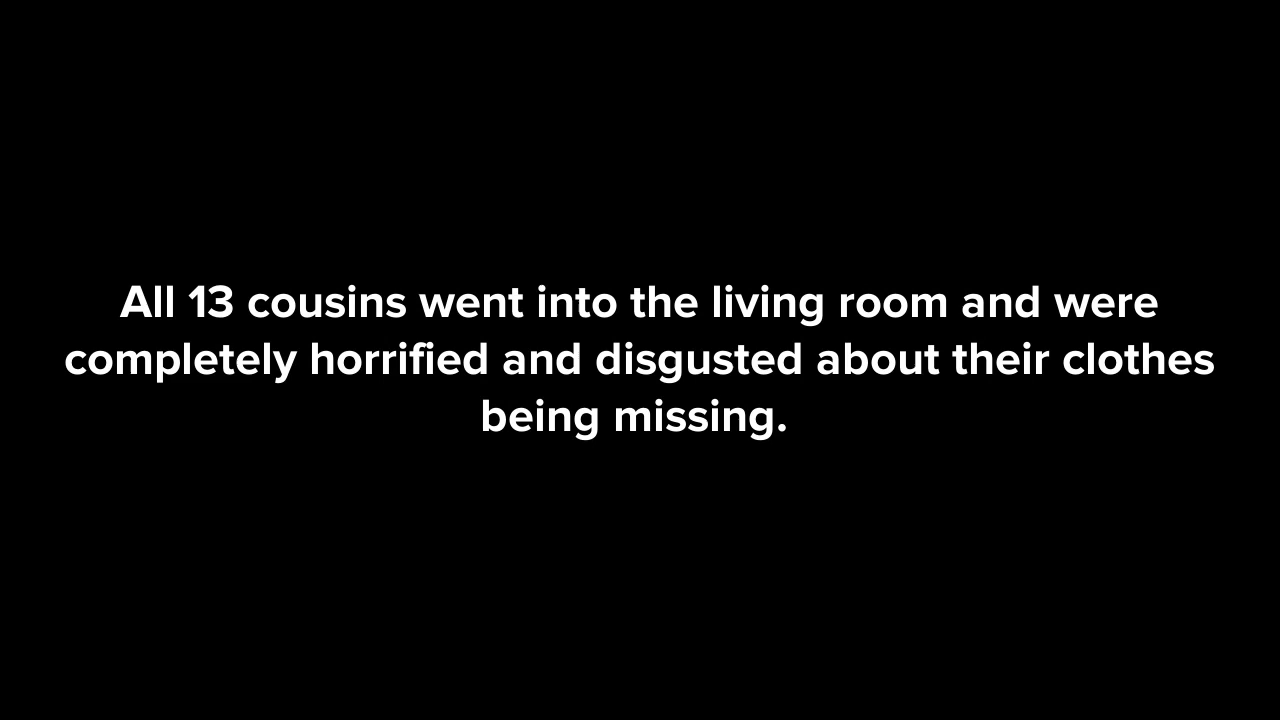 All 13 cousins went into the living room and were
completely horrified and disgusted about their clothes
being missing.